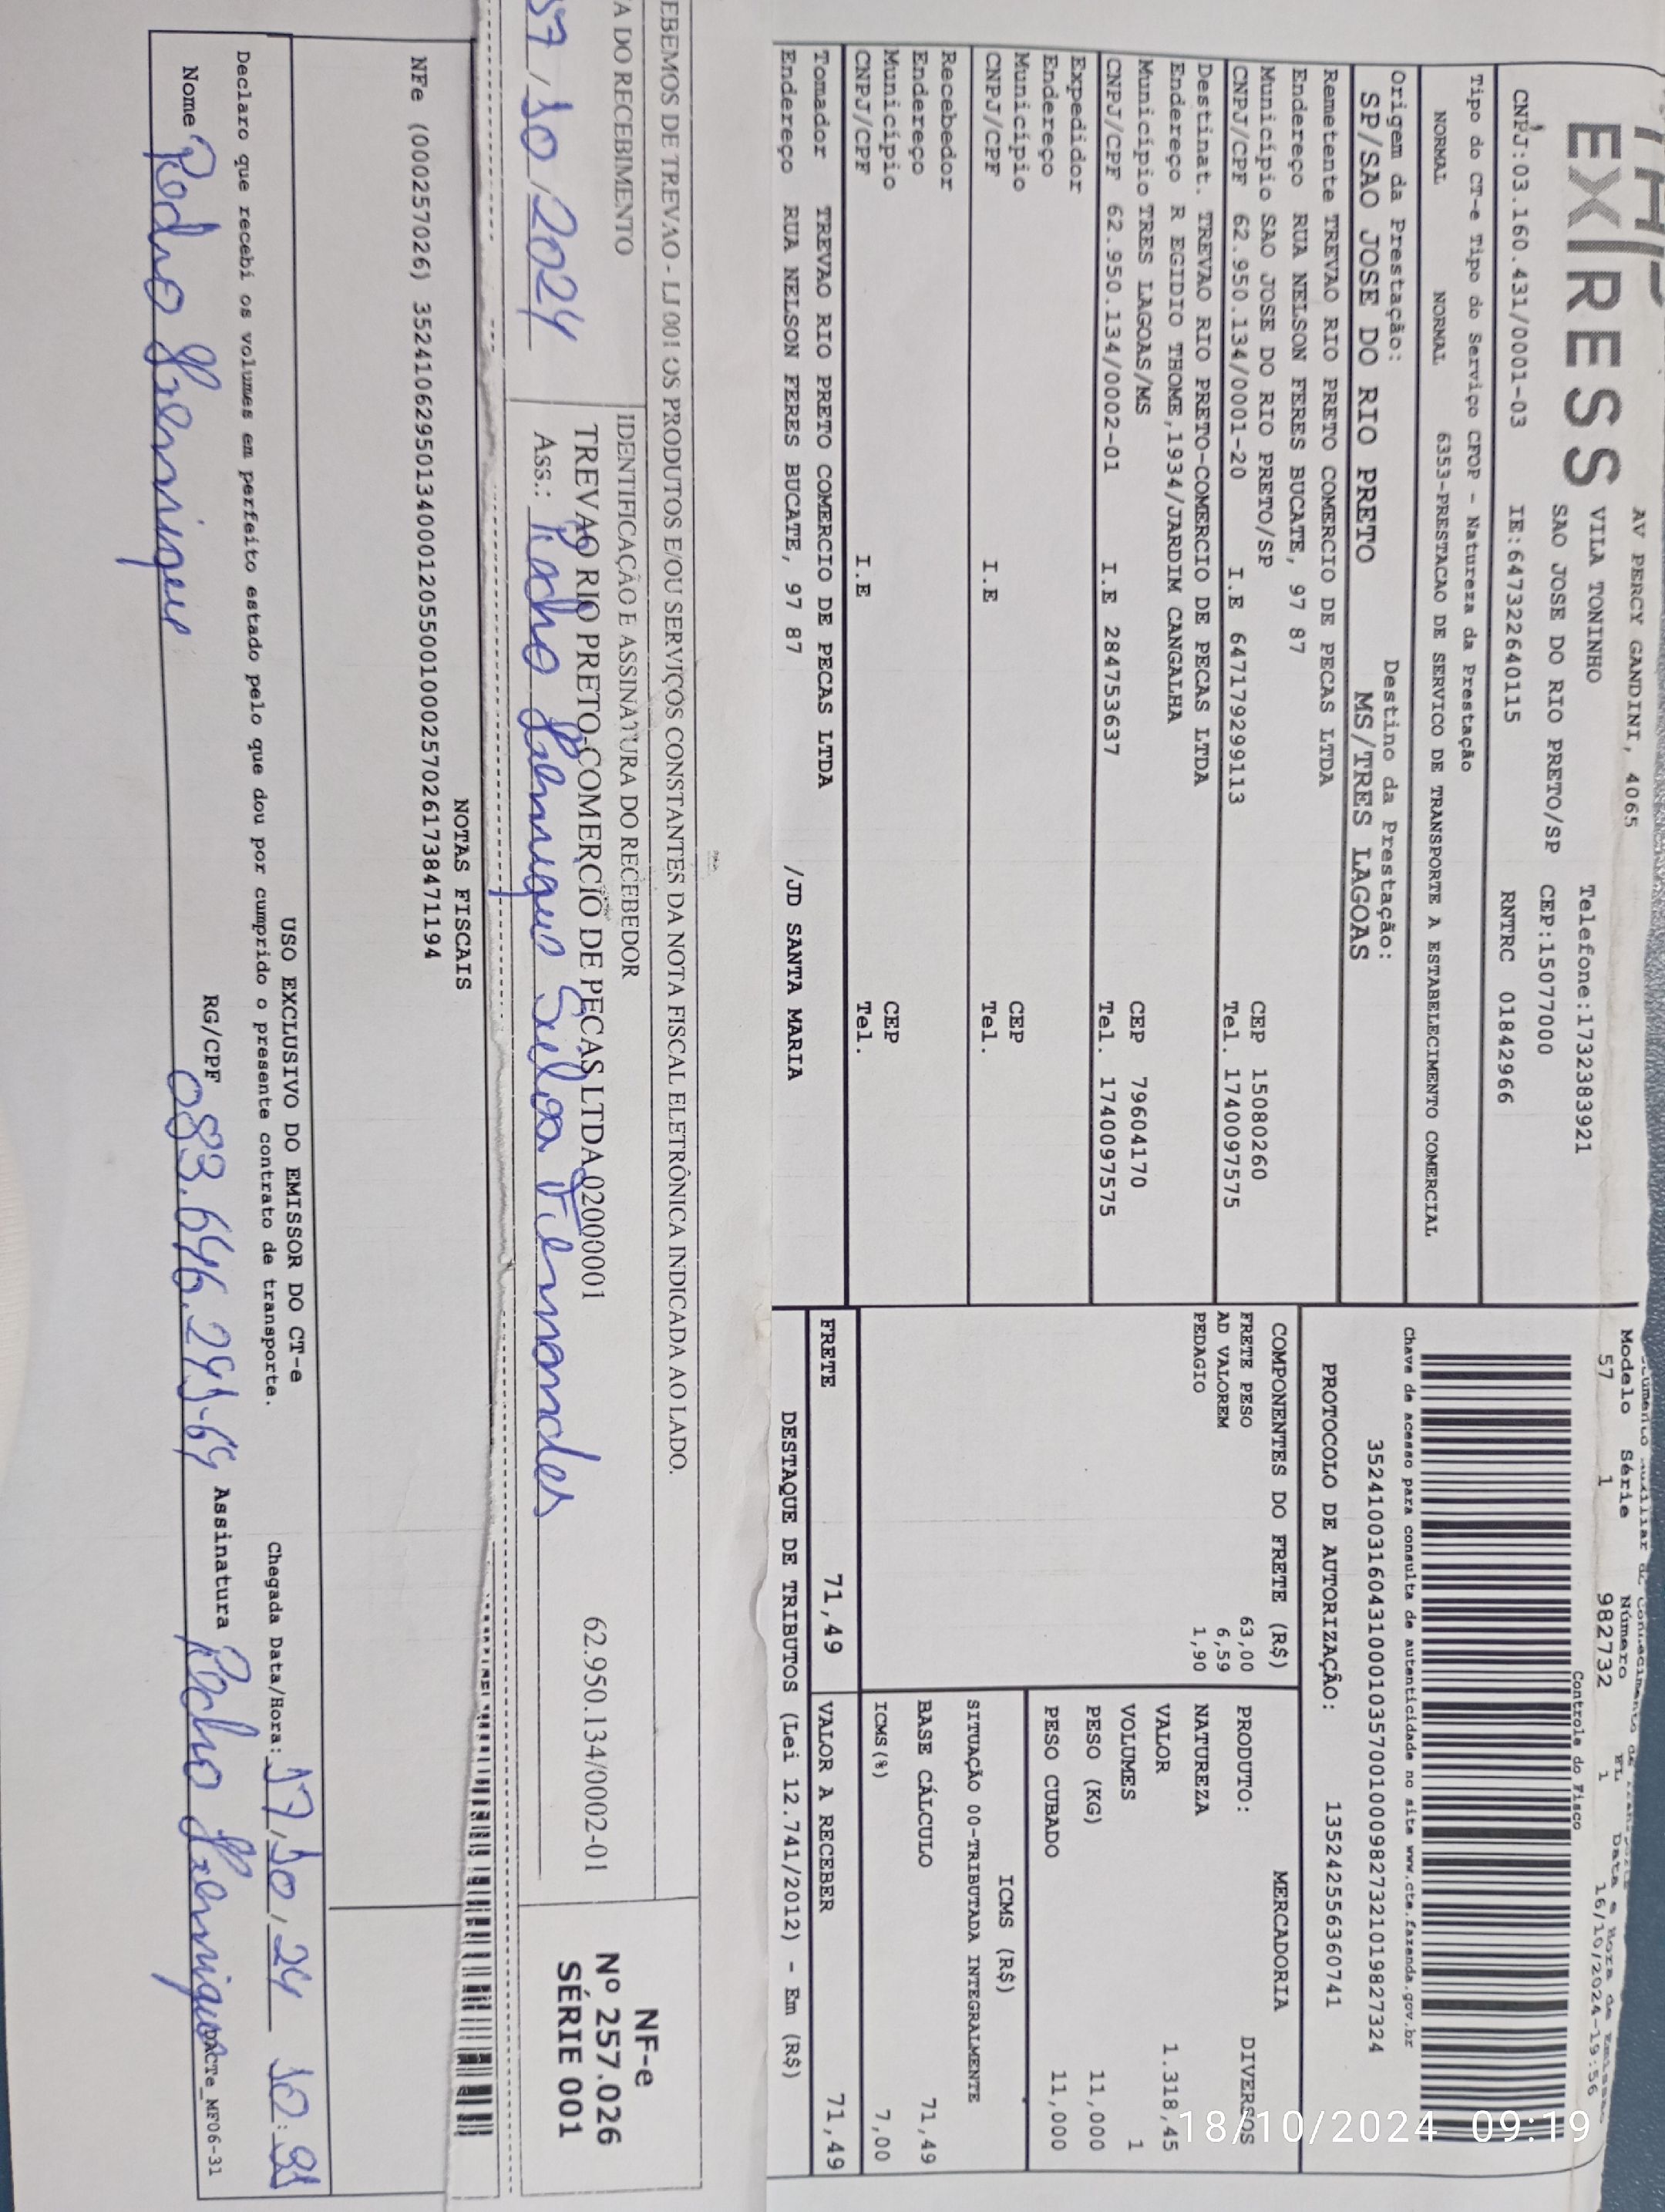 EXPRESS
AV PERCY GANDINI, 4065
VILA TONINHO
Telefone:1732383921
SAO JOSE DO RIO PRETO/SP CEP:15077000
CNPJ:03.160.431/0001-03 IE:647322640115 RNTRC 01842966
Modelo Série Número FL Data e Hora de
57 1 982732 1 16/10/2024-19:56
Controle do Fisco
Chave de acesso para consulta de autenticidade no site www.cte.fazenda.gov.br
35241003160431000103570010009827321019827324
PROTOCOLO DE AUTORIZAÇÃO: 135242556360741
Tipo do CT-e Tipo do Serviço CFOP - Natureza da Prestação
NORMAL NORMAL 6353-PRESTACAO DE SERVICO DE TRANSPORTE A ESTABELECIMENTO COMERCIAL
Origem da Prestação: Destino da Prestação:
SP/SAO JOSE DO RIO PRETO MS/TRES LAGOAS
Remetente TREVAO RIO PRETO COMERCIO DE PECAS LTDA
Endereço RUA NELSON FERES BUCATE, 97 87
Município SAO JOSE DO RIO PRETO/SP CEP 15080260
CNPJ/CPF 62.950.134/0001-20 I.E 647179299113 Tel. 1740097575
Destinat. TREVAO RIO PRETO-COMERCIO DE PECAS LTDA
Endereço R EGIDIO THOME,1934/JARDIM CANGALHA
Município TRES LAGOAS/MS CEP 79604170
CNPJ/CPF 62.950.134/0002-01 I.E 284753637 Tel. 1740097575
Expedidor
Endereço
Município CEP
CNPJ/CPF I.E Tel.
Recebedor
Endereço
Município CEP
CNPJ/CPF I.E Tel.
Tomador TREVAO RIO PRETO COMERCIO DE PECAS LTDA
Endereço RUA NELSON FERES BUCATE, 97 87 /JD SANTA MARIA
COMPONENTES DO FRETE (R$)
FRETE PESO 63,00
AD VALOREM 6,59
PEDAGIO 1,90
MERCADORIA
PRODUTO: DIVERSOS
NATUREZA
VALOR 1.318,45
VOLUMES 1
PESO (KG) 11,000
PESO CUBADO 11,000
ICMS (R$)
SITUAÇÃO 00-TRIBUTADA INTEGRALMENTE
BASE CÁLCULO 71,49
ICMS(%) 7,00
FRETE 71,49 VALOR A RECEBER 71,49
DESTAQUE DE TRIBUTOS (Lei 12.741/2012) - Em (R$)
EBEMOS DE TREVAO - LJ 001 OS PRODUTOS E/OU SERVIÇOS CONSTANTES DA NOTA FISCAL ELETRÔNICA INDICADA AO LADO.
A DO RECEBIMENTO IDENTIFICAÇÃO E ASSINATURA DO RECEBEDOR
TREVAO RIO PRETO-COMERCIO DE PECAS LTDA 0200001 62.950.134/0002-01
17/10/2024 Ass.: Pedro Henrique Silva Fernandes
NF-e
Nº 257.026
SÉRIE 001
NOTAS FISCAIS
NFe (000257026) 35241062950134000120550010002570261738471194
USO EXCLUSIVO DO EMISSOR DO CT-e
Declaro que recebi os volumes em perfeito estado pelo que dou por cumprido o presente contrato de transporte. Chegada Data/Hora: 17/10/24
Nome Pedro Henrique RG/CPF Assinatura Pedro Henrique
DACTe_MF06-31
18/10/2024 09:19